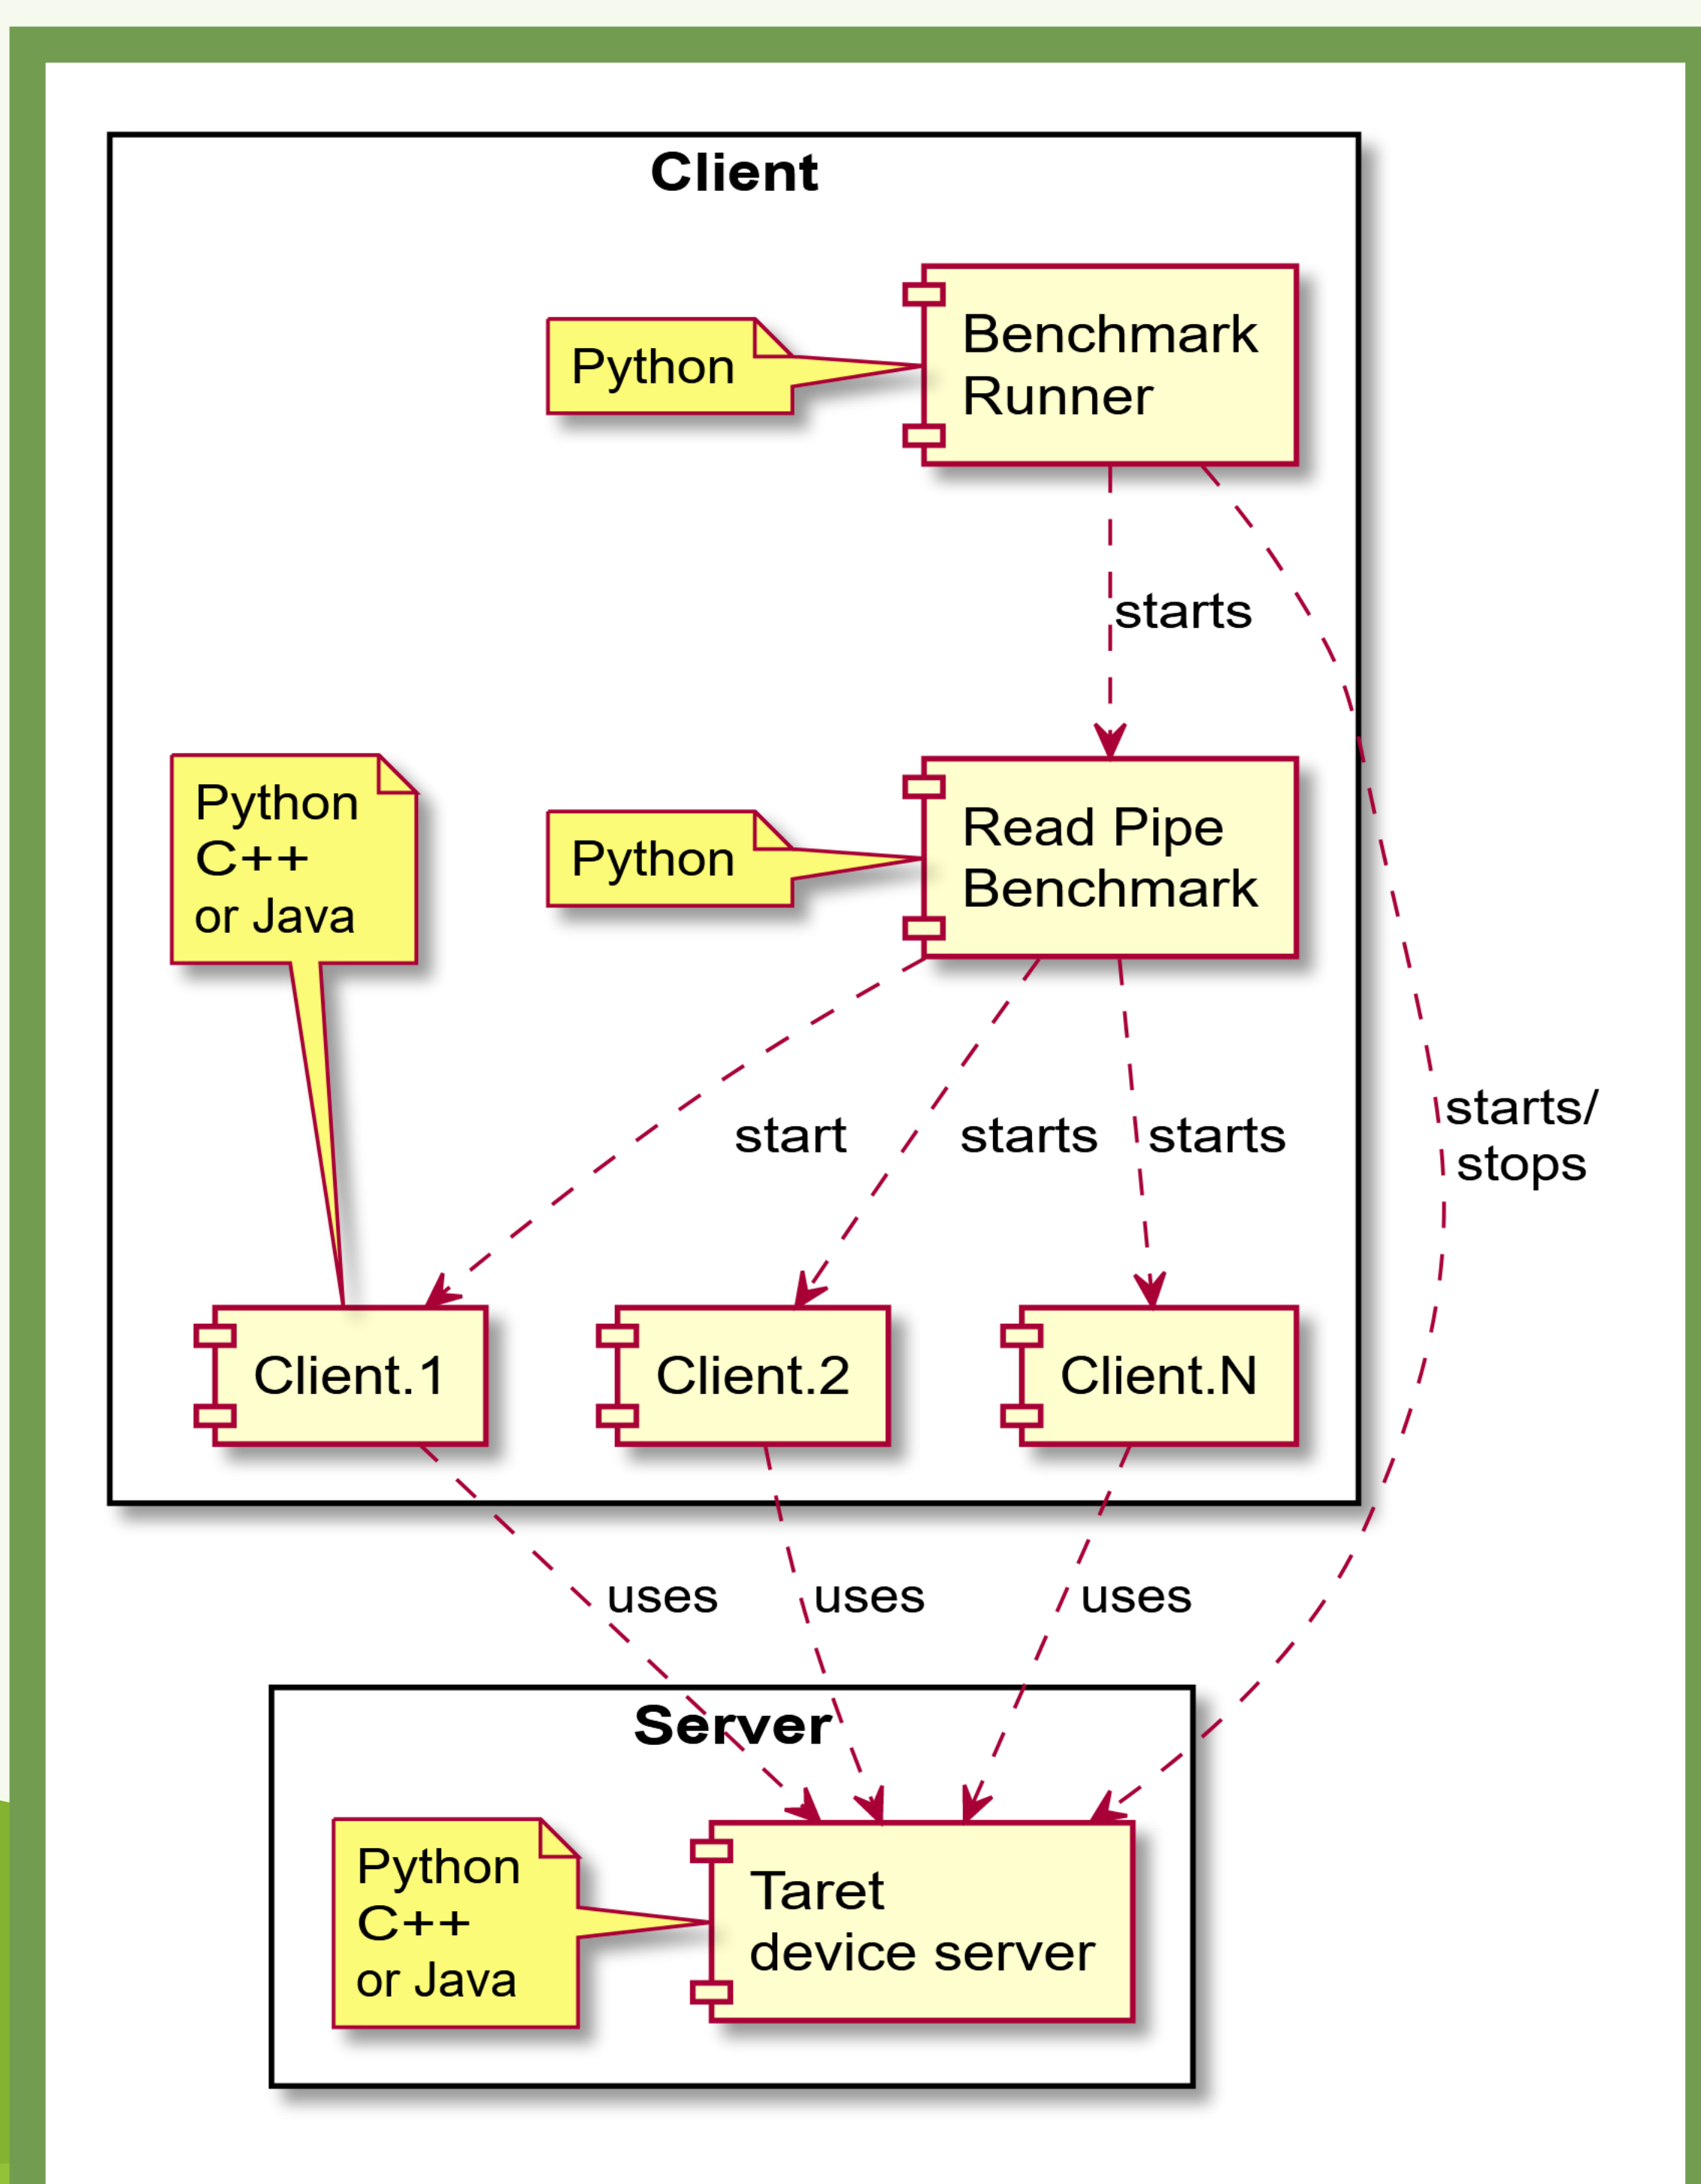 Client
Python
Benchmark
Runner
starts
Python
C++
or Java
Python
Read Pipe
Benchmark
start
starts
starts
starts/
stops
Client.1
Client.2
Client.N
uses
uses
uses
Server
Python
C++
or Java
Taret
device server